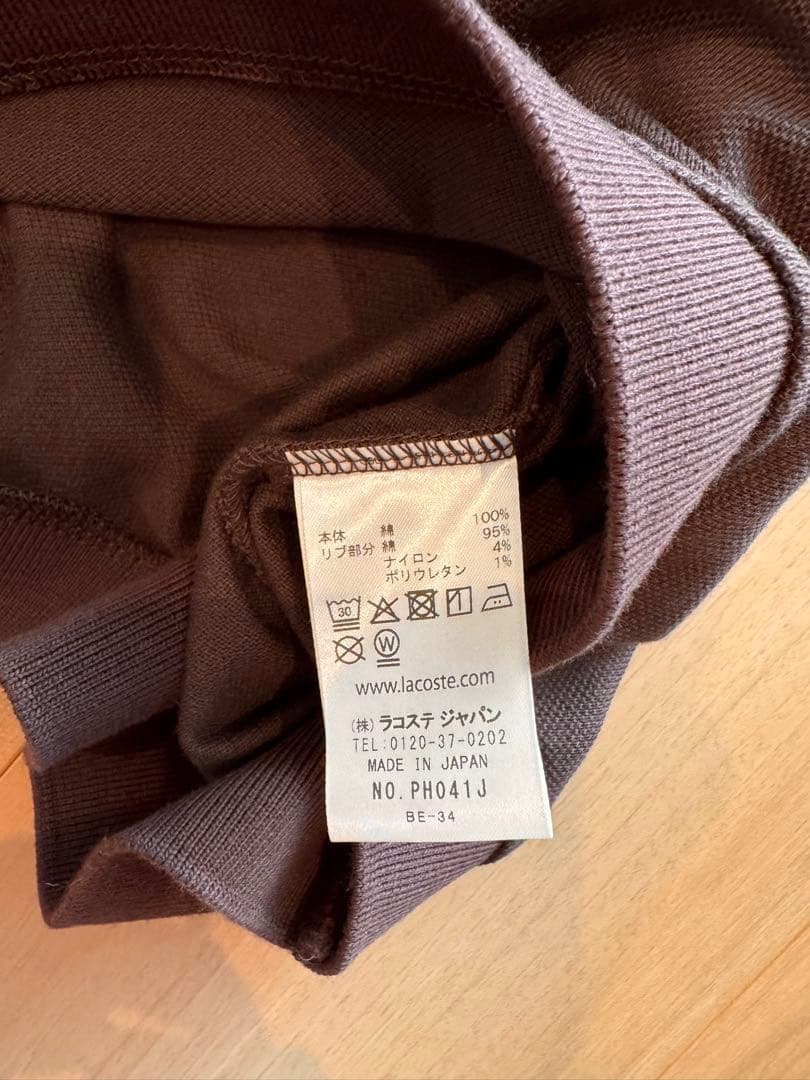 本体 綿 100%
リブ部分 綿 95%
ナイロン 4%
ポリウレタン 1%
30
W
www.lacoste.com
(株) ラコステ ジャパン
TEL:0120-37-0202
MADE IN JAPAN
NO. PH041J
BE-34